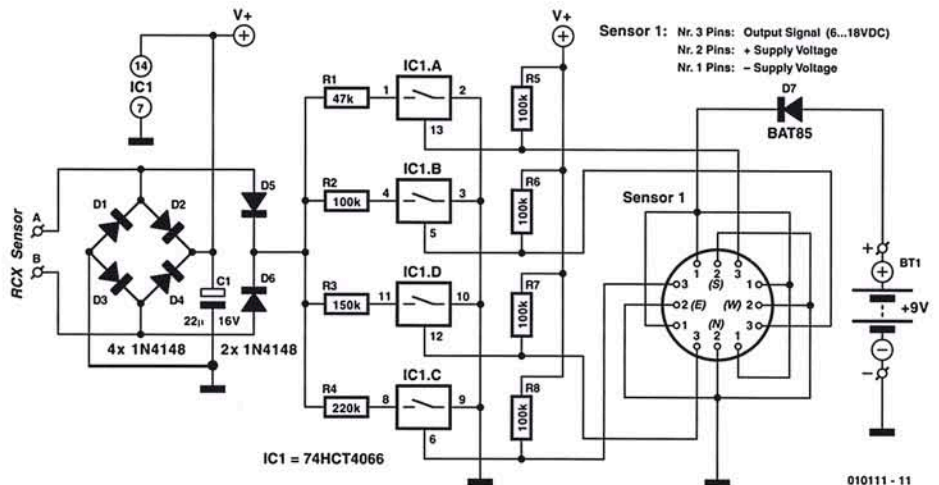 V+
V+
Sensor 1: Nr. 3 Pins: Output Signal (6...18VDC)
Nr. 2 Pins: + Supply Voltage
Nr. 1 Pins: – Supply Voltage
14
IC1
7
R1
47k
1
IC1.A
2
13
R5
100k
D7
BAT85
RCX Sensor
A
B
D1
D2
D3
D4
D5
D6
C1
22µ 16V
4x 1N4148
2x 1N4148
R2
100k
4
IC1.B
3
5
R6
100k
R3
150k
11
IC1.D
10
12
R7
100k
R4
220k
8
IC1.C
9
6
R8
100k
Sensor 1
1 2 3
(S)
3 1
2 (E) (W) 2
1 (N) 3
3 2 1
+
BT1
+9V
–
IC1 = 74HCT4066
010111 - 11